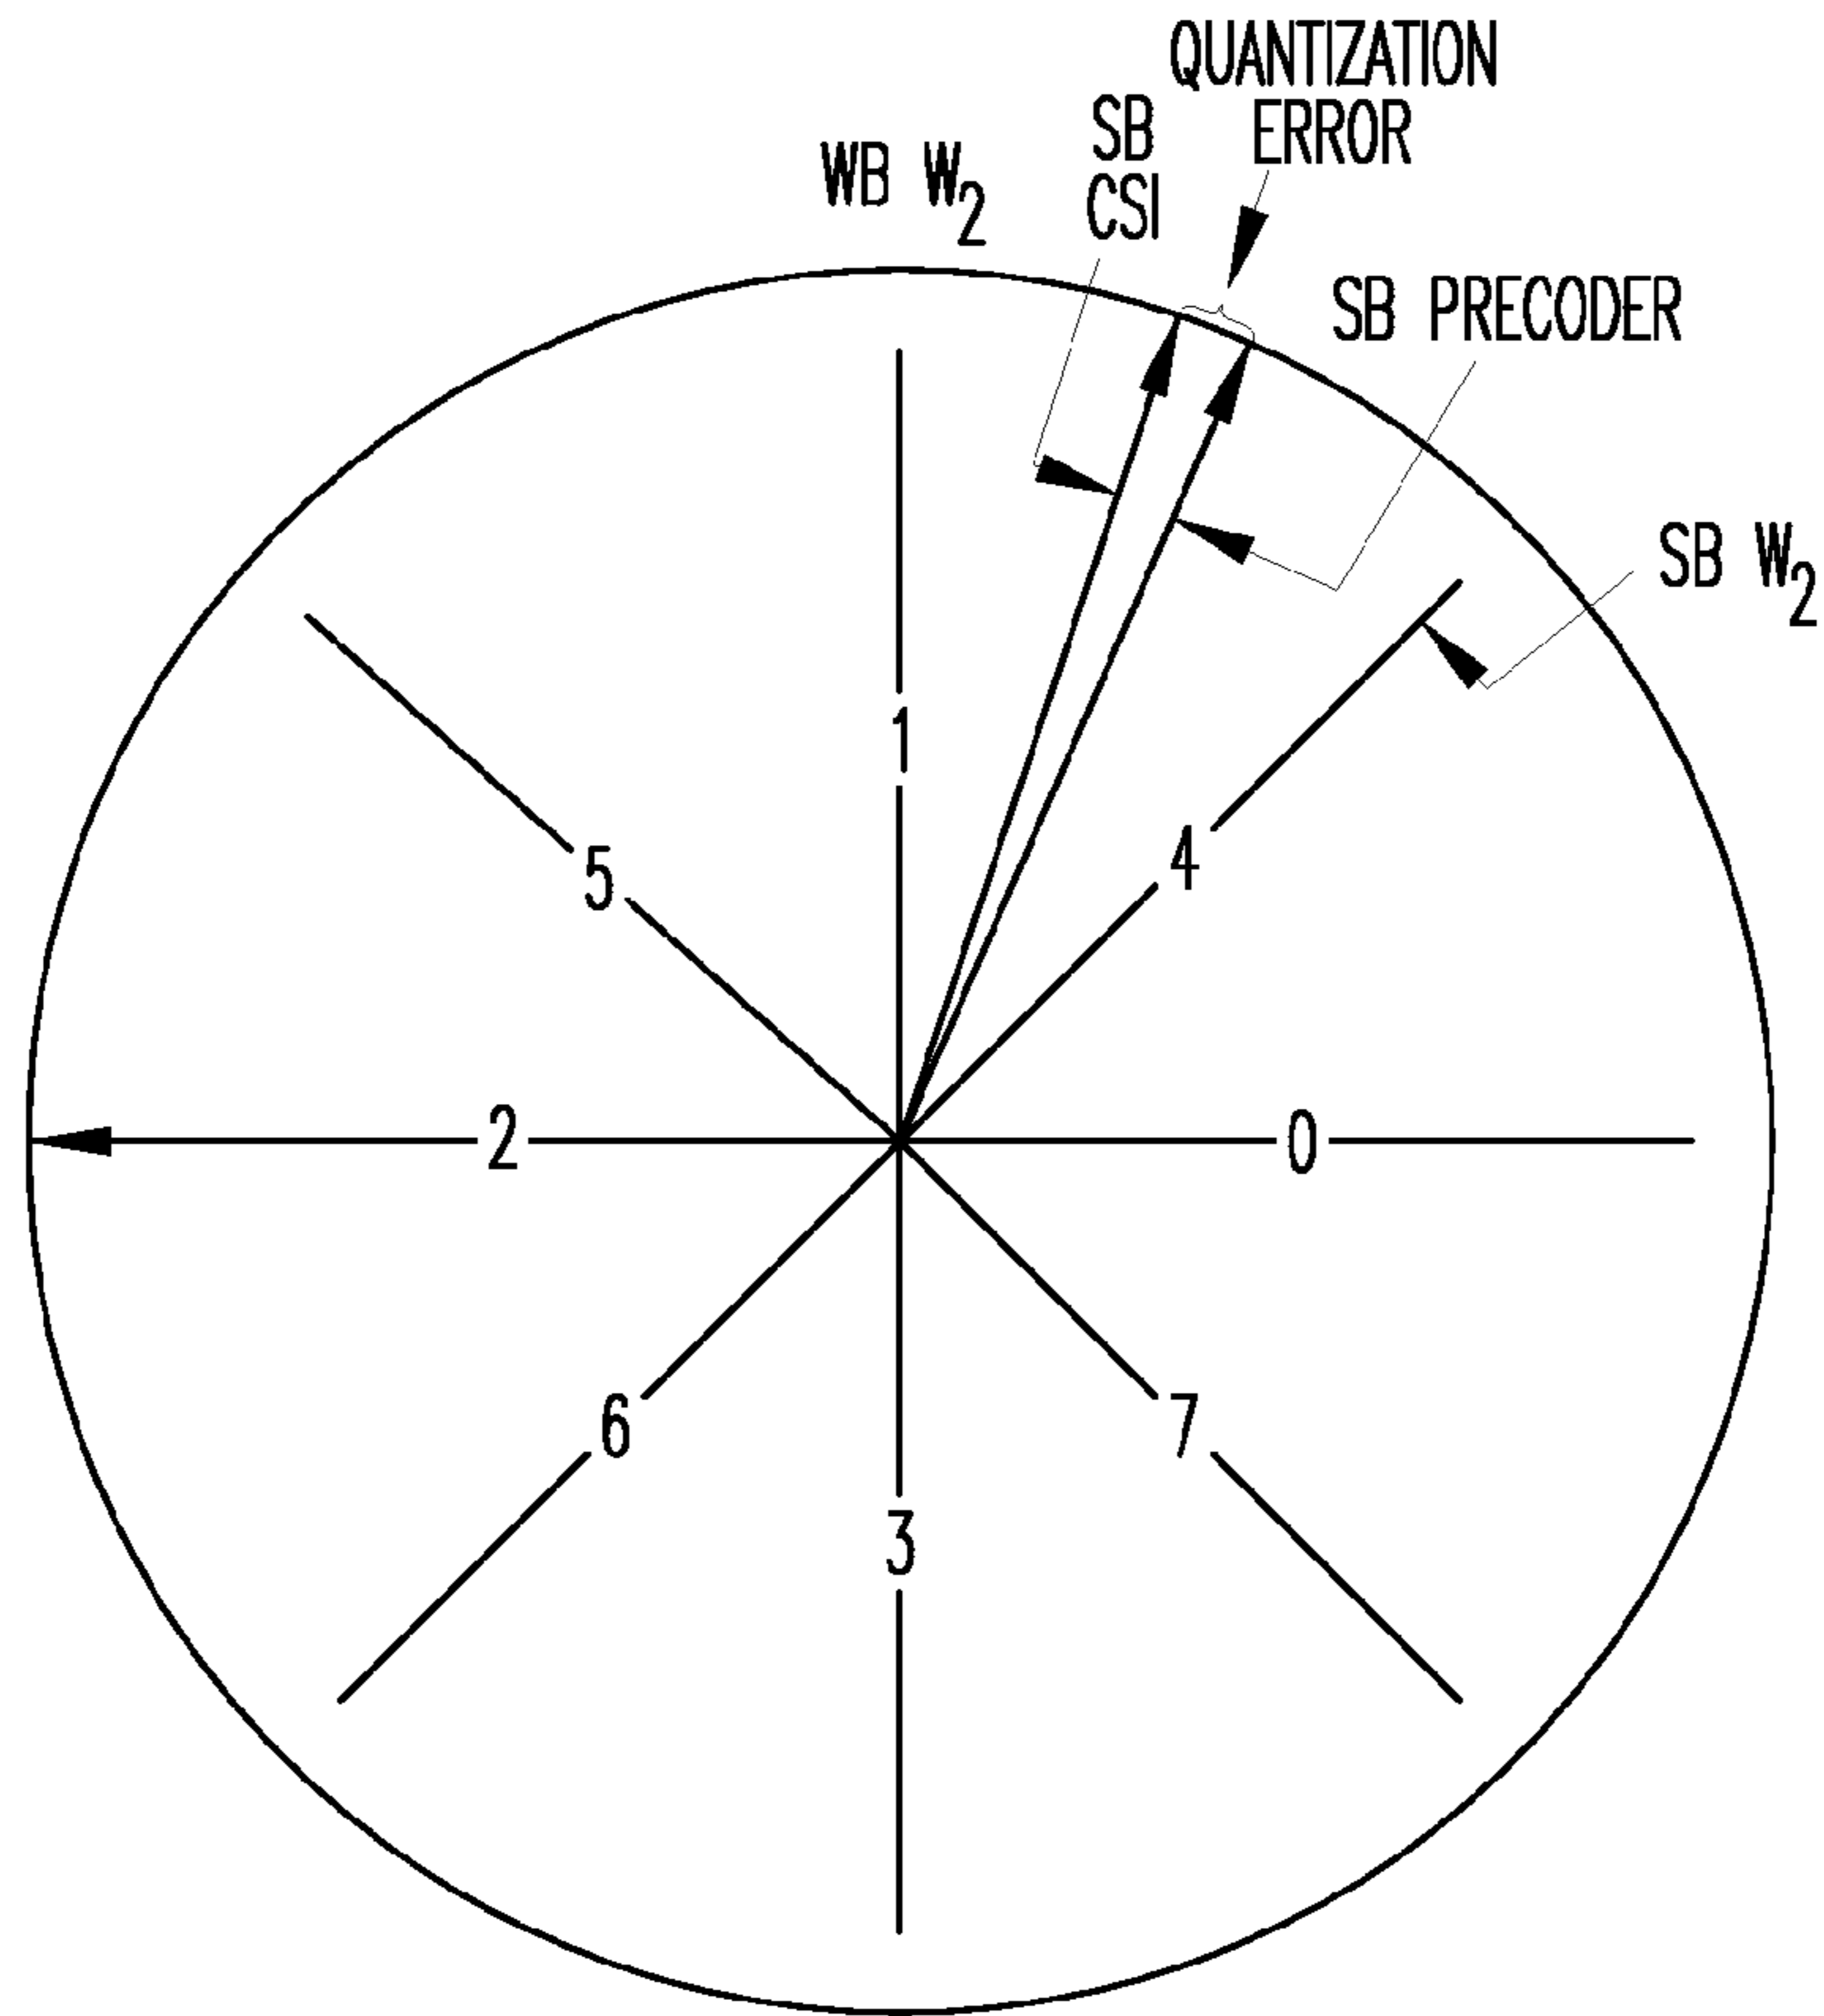 QUANTIZATION
ERROR
SB
CSI
WB W2
SB PRECODER
SB W2
1
5
4
2
0
6
7
3